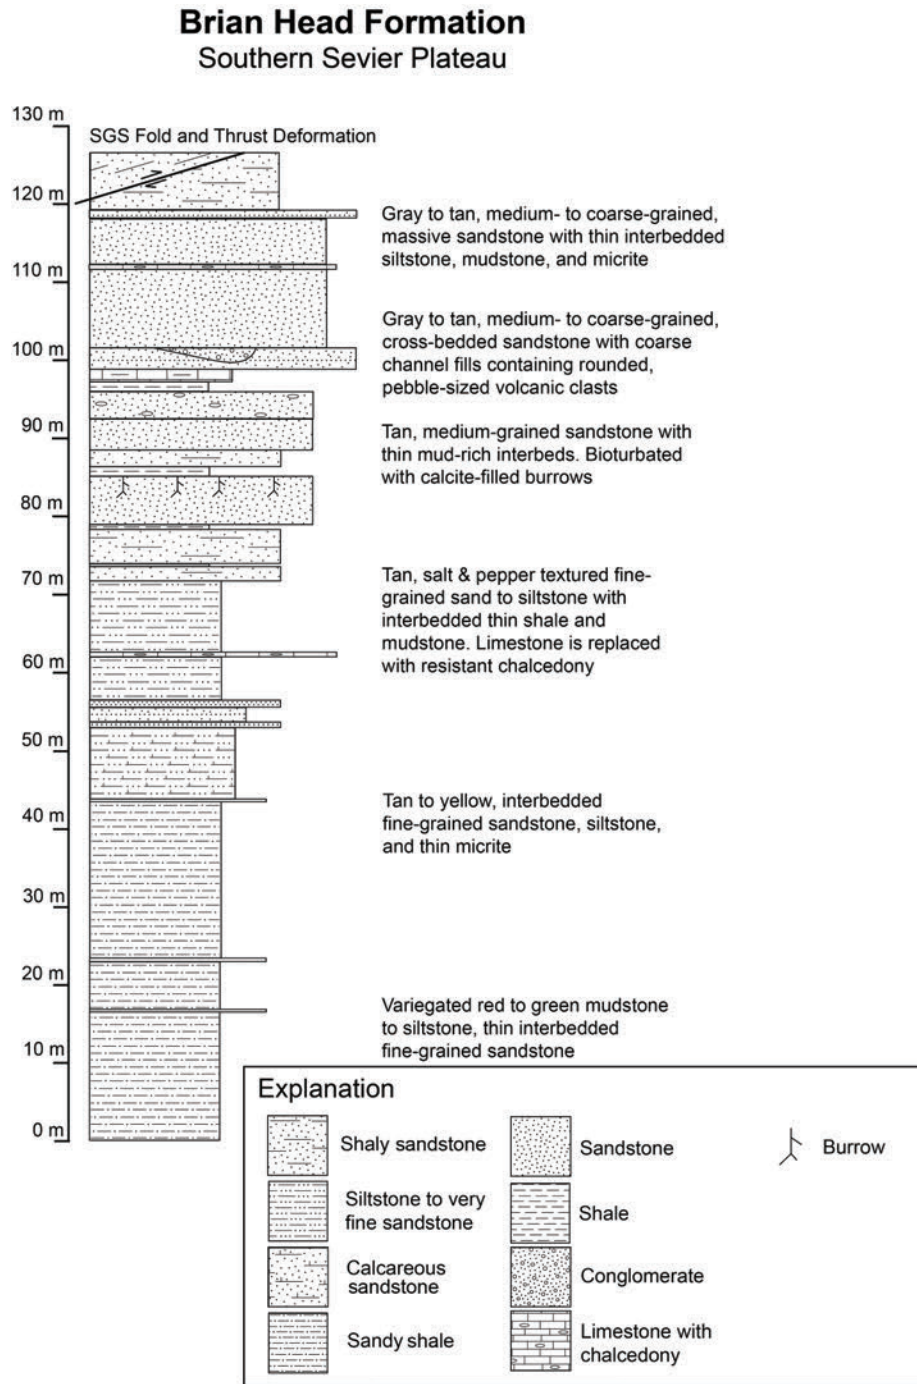 Brian Head Formation
Southern Sevier Plateau
130 m
SGS Fold and Thrust Deformation
120 m
Gray to tan, medium- to coarse-grained,
massive sandstone with thin interbedded
siltstone, mudstone, and micrite
110 m
Gray to tan, medium- to coarse-grained,
cross-bedded sandstone with coarse
channel fills containing rounded,
pebble-sized volcanic clasts
100 m
90 m
Tan, medium-grained sandstone with
thin mud-rich interbeds. Bioturbated
with calcite-filled burrows
80 m
70 m
Tan, salt & pepper textured fine-
grained sand to siltstone with
interbedded thin shale and
mudstone. Limestone is replaced
with resistant chalcedony
60 m
50 m
40 m
Tan to yellow, interbedded
fine-grained sandstone, siltstone,
and thin micrite
30 m
20 m
Variegated red to green mudstone
to siltstone, thin interbedded
fine-grained sandstone
10 m
0 m
Explanation
Shaly sandstone
Siltstone to very
fine sandstone
Calcareous
sandstone
Sandy shale
Sandstone
Shale
Conglomerate
Limestone with
chalcedony
Burrow